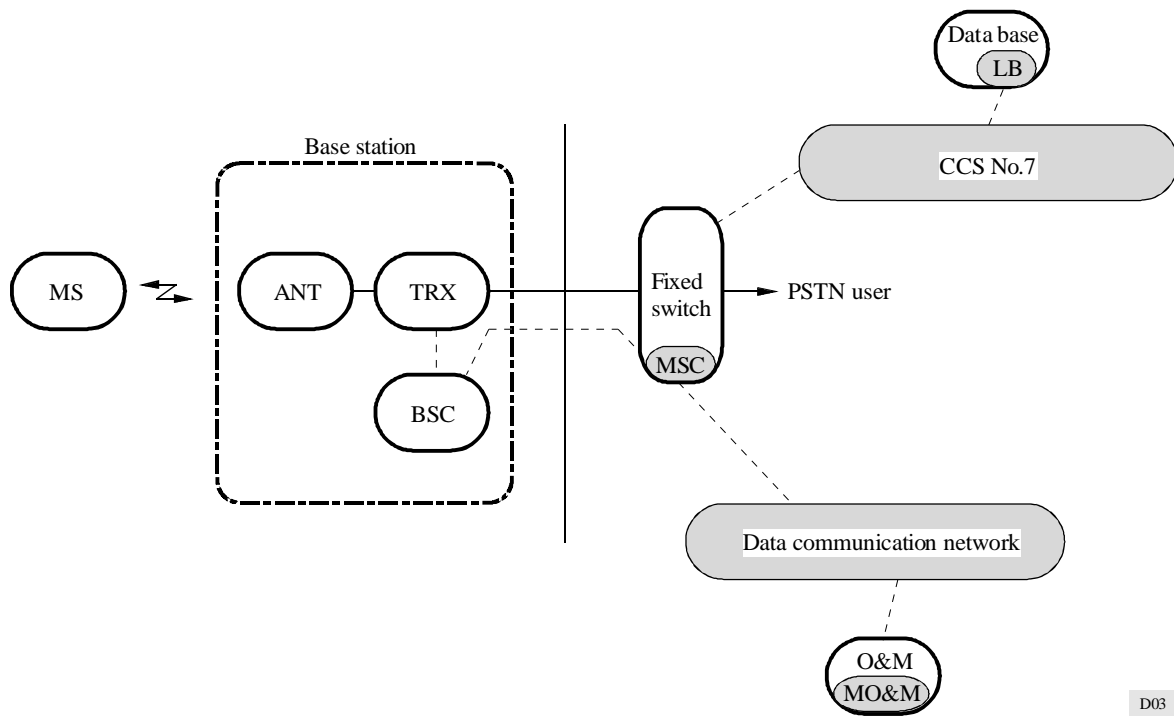 Data base
LB
Base station
CCS No.7
MS
ANT
TRX
Fixed
switch
PSTN user
MSC
BSC
Data communication network
O&M
MO&M
D03